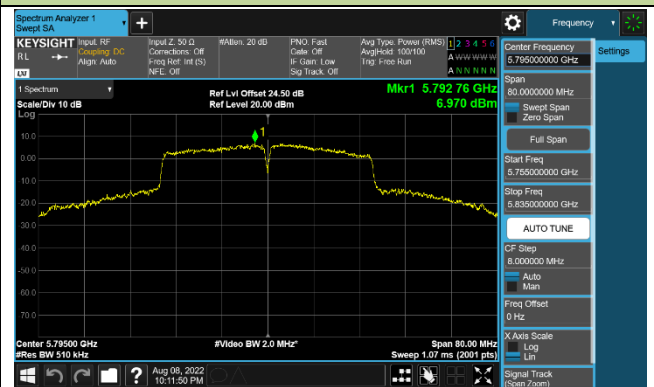 Spectrum Analyzer 1
Swept SA
Frequency
KEYSIGHT
RL
LXI
Input: RF
Coupling: DC
Align: Auto
Input Z: 50 Ω
Corrections: Off
Freq Ref: Int (S)
NFE: Off
#Atten: 20 dB
PNO: Fast
Gate: Off
IF Gain: Low
Sig Track: Off
Avg Type: Power (RMS)
Avg|Hold: 100/100
Trig: Free Run
1 2 3 4 5 6
A W W W W W
A N N N N N
1 Spectrum
Scale/Div 10 dB
Log
Ref Lvl Offset 24.50 dB
Ref Level 20.00 dBm
Mkr1 5.792 76 GHz
6.970 dBm
1
10.0
0.00
-10.0
-20.0
-30.0
-40.0
-50.0
-60.0
-70.0
Center 5.79500 GHz
#Res BW 510 kHz
#Video BW 2.0 MHz*
Span 80.00 MHz
Sweep 1.07 ms (2001 pts)
Center Frequency
5.795000000 GHz
Settings
Span
80.0000000 MHz
Swept Span
Zero Span
Full Span
Start Freq
5.755000000 GHz
Stop Freq
5.835000000 GHz
AUTO TUNE
CF Step
8.000000 MHz
Auto
Man
Freq Offset
0 Hz
X Axis Scale
Log
Lin
Signal Track
(Span Zoom)
Aug 08, 2022
10:11:50 PM